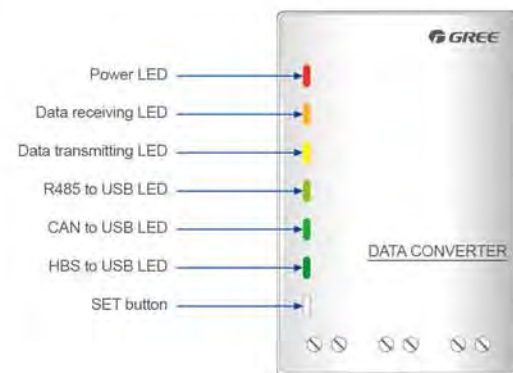 GREE
Power LED
Data receiving LED
Data transmitting LED
R485 to USB LED
CAN to USB LED
HBS to USB LED
DATA CONVERTER
SET button